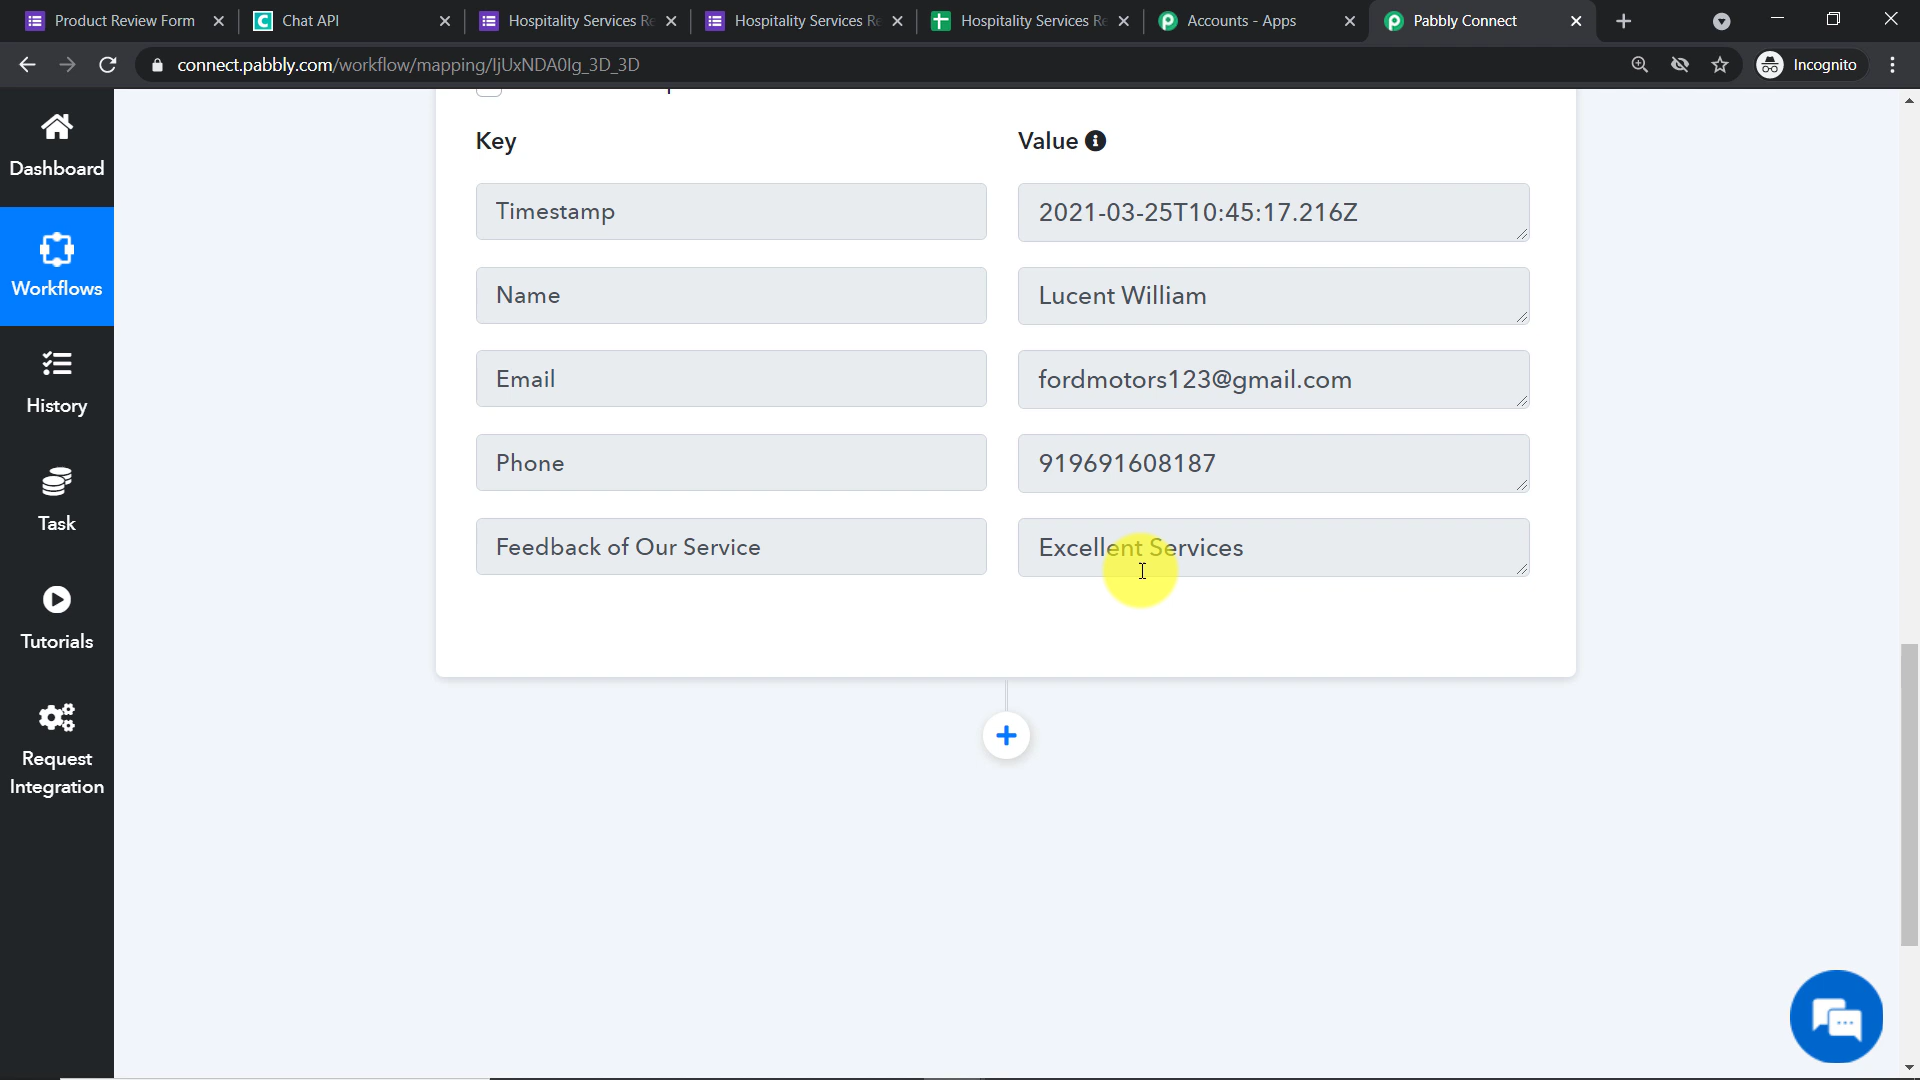 Product Review Form
Chat API
Hospitality Services Re
Hospitality Services Re
Hospitality Services Re
Accounts - Apps
Pabbly Connect
connect.pabbly.com/workflow/mapping/IjUxNDA0Ig_3D_3D
Incognito
Dashboard
Workflows
History
Task
Tutorials
Request
Integration
Key
Value
Timestamp
2021-03-25T10:45:17.216Z
Name
Lucent William
Email
fordmotors123@gmail.com
Phone
919691608187
Feedback of Our Service
Excellent Services